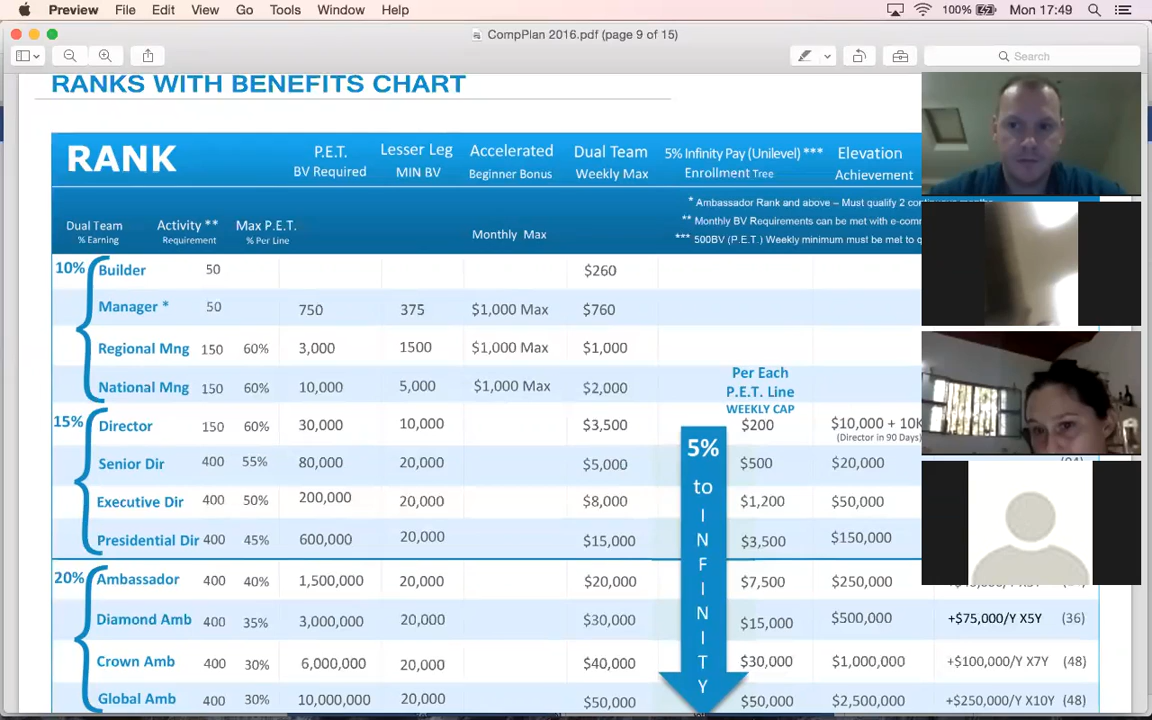 Preview File Edit View Go Tools Window Help 100% Mon 17:49
CompPlan 2016.pdf (page 9 of 15)
Search
RANKS WITH BENEFITS CHART
RANK P.E.T. BV Required Lesser Leg MIN BV Accelerated Beginner Bonus Dual Team Weekly Max 5% Infinity Pay (Unilevel) *** Enrollment Tree Elevation Achievement
* Ambassador Rank and above – Must qualify 2
** Monthly BV Requirements can be met with e-com
*** 500BV (P.E.T.) Weekly minimum must be met to q
Dual Team % Earning Activity ** Requirement Max P.E.T. % Per Line Monthly Max
10% Builder 50 $260
Manager * 50 750 375 $1,000 Max $760
Regional Mng 150 60% 3,000 1500 $1,000 Max $1,000
National Mng 150 60% 10,000 5,000 $1,000 Max $2,000
Per Each
P.E.T. Line
WEEKLY CAP
15% Director 150 60% 30,000 10,000 $3,500 $200 $10,000 + 10K
(Director in 90 Days)
Senior Dir 400 55% 80,000 20,000 $5,000 $500 $20,000
Executive Dir 400 50% 200,000 20,000 $8,000 $1,200 $50,000
Presidential Dir 400 45% 600,000 20,000 $15,000 $3,500 $150,000
20% Ambassador 400 40% 1,500,000 20,000 $20,000 $7,500 $250,000
Diamond Amb 400 35% 3,000,000 20,000 $30,000 $15,000 $500,000 +$75,000/Y X5Y (36)
Crown Amb 400 30% 6,000,000 20,000 $40,000 $30,000 $1,000,000 +$100,000/Y X7Y (48)
Global Amb 400 30% 10,000,000 20,000 $50,000 $50,000 $2,500,000 +$250,000/Y X10Y (48)
5%
to
I
N
F
I
N
I
T
Y